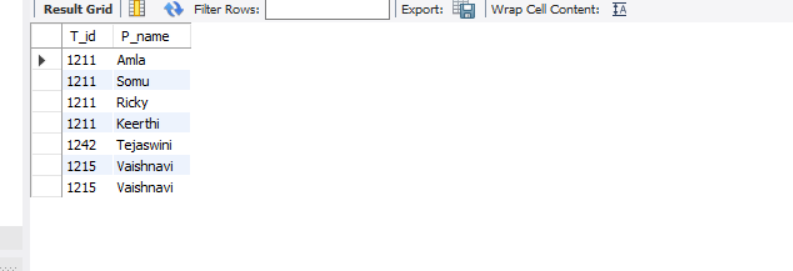 Result Grid Filter Rows: Export: Wrap Cell Content:
T_id P_name
1211 Amla
1211 Somu
1211 Ricky
1211 Keerthi
1242 Tejaswini
1215 Vaishnavi
1215 Vaishnavi